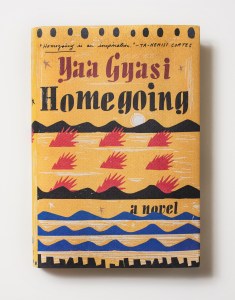 "Homegoing is an inspiration." —TA-NEHISI COATES
Yaa Gyasi
Homegoing
a novel